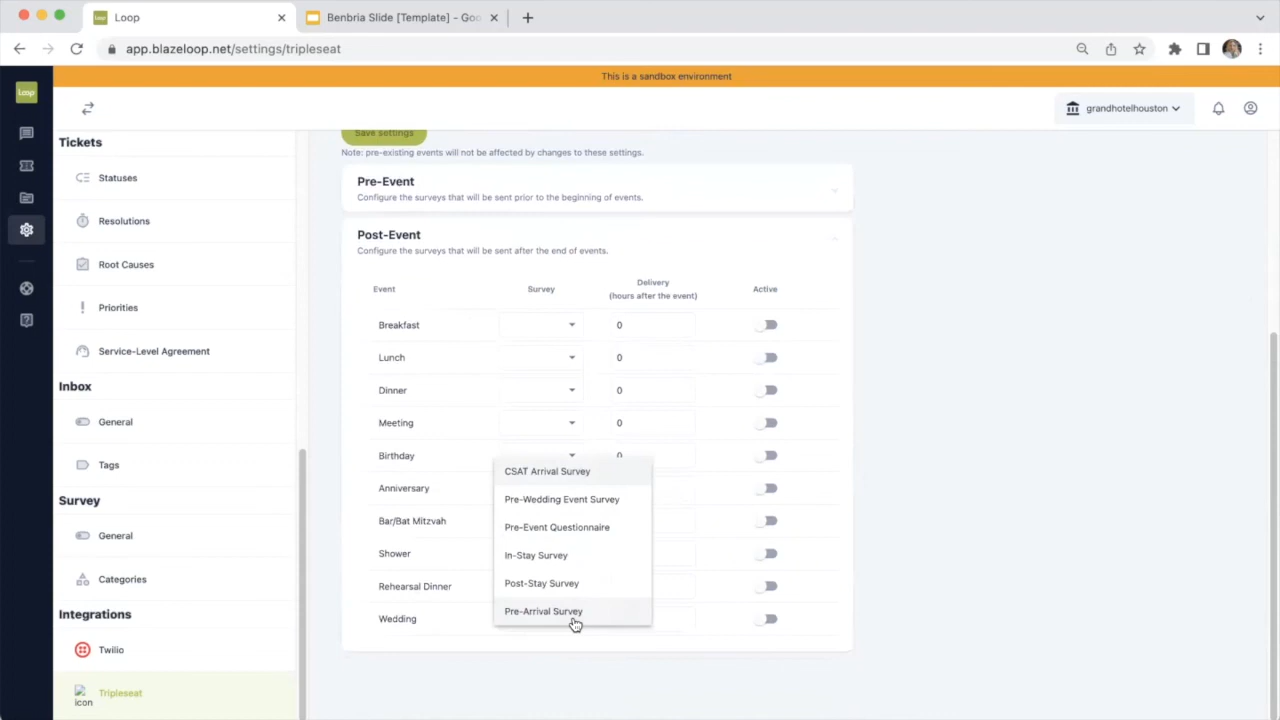 Loop
Benbria Slide [Template] - Goo
app.blazeloop.net/settings/tripleseat
This is a sandbox environment
loop
grandhotelhouston
Tickets
Statuses
Resolutions
Root Causes
Priorities
Service-Level Agreement
Inbox
General
Tags
Survey
General
Categories
Integrations
Twilio
icon
Tripleseat
Save settings
Note: pre-existing events will not be affected by changes to these settings.
Pre-Event
Configure the surveys that will be sent prior to the beginning of events.
Post-Event
Configure the surveys that will be sent after the end of events.
Event Survey Delivery Active
(hours after the event)
Breakfast 0
Lunch 0
Dinner 0
Meeting 0
Birthday 0
Anniversary
Bar/Bat Mitzvah
Shower
Rehearsal Dinner
Wedding
CSAT Arrival Survey
Pre-Wedding Event Survey
Pre-Event Questionnaire
In-Stay Survey
Post-Stay Survey
Pre-Arrival Survey